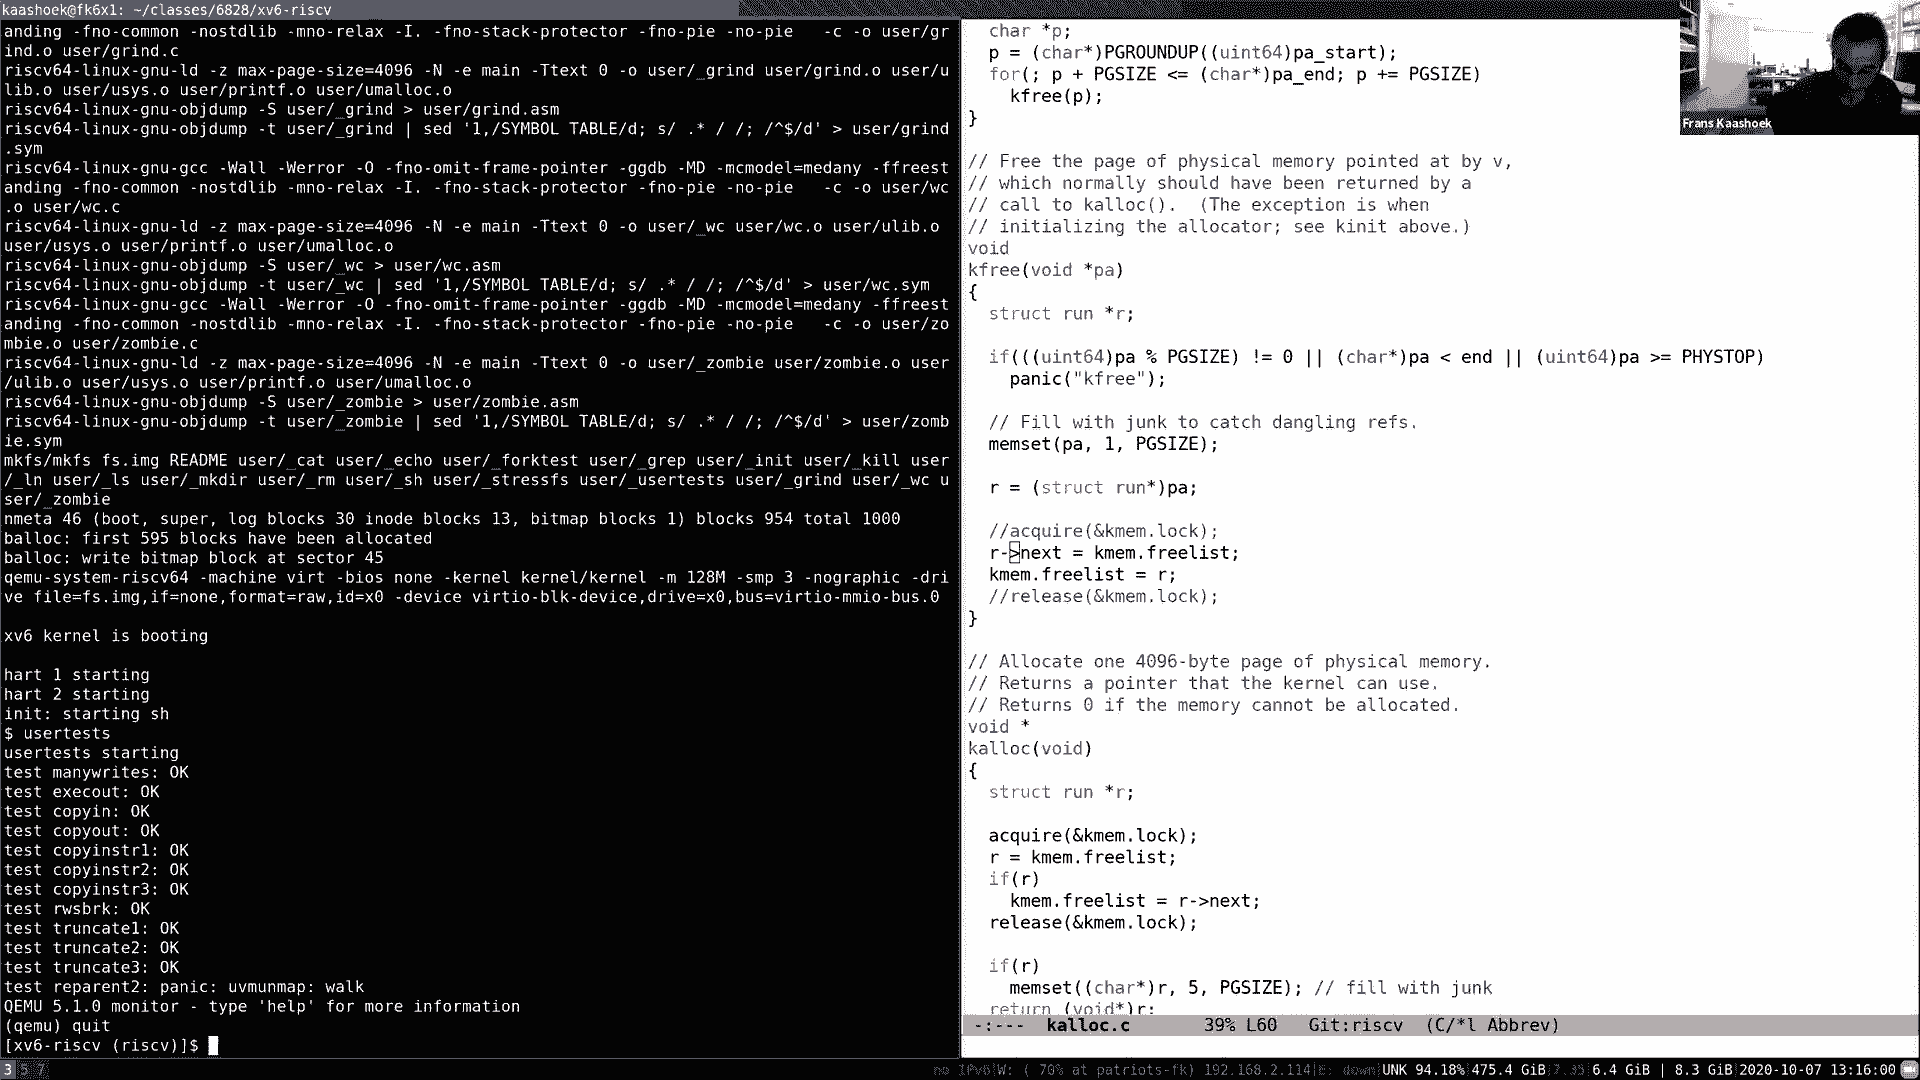 kaashoek@fk6x1: ~/classes/6828/xv6-riscv
anding -fno-common -nostdlib -mno-relax -I. -fno-stack-protector -fno-pie -no-pie   -c -o user/gr
ind.o user/grind.c
riscv64-linux-gnu-ld -z max-page-size=4096 -N -e main -Ttext 0 -o user/_grind user/grind.o user/u
lib.o user/usys.o user/printf.o user/umalloc.o
riscv64-linux-gnu-objdump -S user/_grind > user/grind.asm
riscv64-linux-gnu-objdump -t user/_grind | sed '1,/SYMBOL TABLE/d; s/ .* / /; /^$/d' > user/grind
.sym
riscv64-linux-gnu-gcc -Wall -Werror -O -fno-omit-frame-pointer -ggdb -MD -mcmodel=medany -ffreest
anding -fno-common -nostdlib -mno-relax -I. -fno-stack-protector -fno-pie -no-pie   -c -o user/wc
.o user/wc.c
riscv64-linux-gnu-ld -z max-page-size=4096 -N -e main -Ttext 0 -o user/_wc user/wc.o user/ulib.o
user/usys.o user/printf.o user/umalloc.o
riscv64-linux-gnu-objdump -S user/_wc > user/wc.asm
riscv64-linux-gnu-objdump -t user/_wc | sed '1,/SYMBOL TABLE/d; s/ .* / /; /^$/d' > user/wc.sym
riscv64-linux-gnu-gcc -Wall -Werror -O -fno-omit-frame-pointer -ggdb -MD -mcmodel=medany -ffreest
anding -fno-common -nostdlib -mno-relax -I. -fno-stack-protector -fno-pie -no-pie   -c -o user/zo
mbie.o user/zombie.c
riscv64-linux-gnu-ld -z max-page-size=4096 -N -e main -Ttext 0 -o user/_zombie user/zombie.o user
/ulib.o user/usys.o user/printf.o user/umalloc.o
riscv64-linux-gnu-objdump -S user/_zombie > user/zombie.asm
riscv64-linux-gnu-objdump -t user/_zombie | sed '1,/SYMBOL TABLE/d; s/ .* / /; /^$/d' > user/zomb
ie.sym
mkfs/mkfs fs.img README user/_cat user/_echo user/_forktest user/_grep user/_init user/_kill user
/_ln user/_ls user/_mkdir user/_rm user/_sh user/_stressfs user/_usertests user/_grind user/_wc u
ser/_zombie
nmeta 46 (boot, super, log blocks 30 inode blocks 13, bitmap blocks 1) blocks 954 total 1000
balloc: first 595 blocks have been allocated
balloc: write bitmap block at sector 45
qemu-system-riscv64 -machine virt -bios none -kernel kernel/kernel -m 128M -smp 3 -nographic -dri
ve file=fs.img,if=none,format=raw,id=x0 -device virtio-blk-device,drive=x0,bus=virtio-mmio-bus.0
xv6 kernel is booting
hart 1 starting
hart 2 starting
init: starting sh
$ usertests
usertests starting
test manywrites: OK
test execout: OK
test copyin: OK
test copyout: OK
test copyinstr1: OK
test copyinstr2: OK
test copyinstr3: OK
test rwsbrk: OK
test truncate1: OK
test truncate2: OK
test truncate3: OK
test reparent2: panic: uvmunmap: walk
QEMU 5.1.0 monitor - type 'help' for more information
(qemu) quit
[xv6-riscv (riscv)]$
char *p;
p = (char*)PGROUNDUP((uint64)pa_start);
for(; p + PGSIZE <= (char*)pa_end; p += PGSIZE)
kfree(p);
}
// Free the page of physical memory pointed at by v,
// which normally should have been returned by a
// call to kalloc().  (The exception is when
// initializing the allocator; see kinit above.)
void
kfree(void *pa)
{
struct run *r;
if(((uint64)pa % PGSIZE) != 0 || (char*)pa < end || (uint64)pa >= PHYSTOP)
panic("kfree");
// Fill with junk to catch dangling refs.
memset(pa, 1, PGSIZE);
r = (struct run*)pa;
//acquire(&kmem.lock);
r->next = kmem.freelist;
kmem.freelist = r;
//release(&kmem.lock);
}
// Allocate one 4096-byte page of physical memory.
// Returns a pointer that the kernel can use.
// Returns 0 if the memory cannot be allocated.
void *
kalloc(void)
{
struct run *r;
acquire(&kmem.lock);
r = kmem.freelist;
if(r)
kmem.freelist = r->next;
release(&kmem.lock);
if(r)
memset((char*)r, 5, PGSIZE); // fill with junk
return (void*)r;
-:---  kalloc.c       39% L60   Git:riscv  (C/*l Abbrev)
Frans Kaashoek
3 5 7
no IPv6 W: ( 70% at patriots-fk) 192.168.2.114 E: down UNK 94.18% 475.4 GiB 7.35 6.4 GiB | 8.3 GiB 2020-10-07 13:16:00